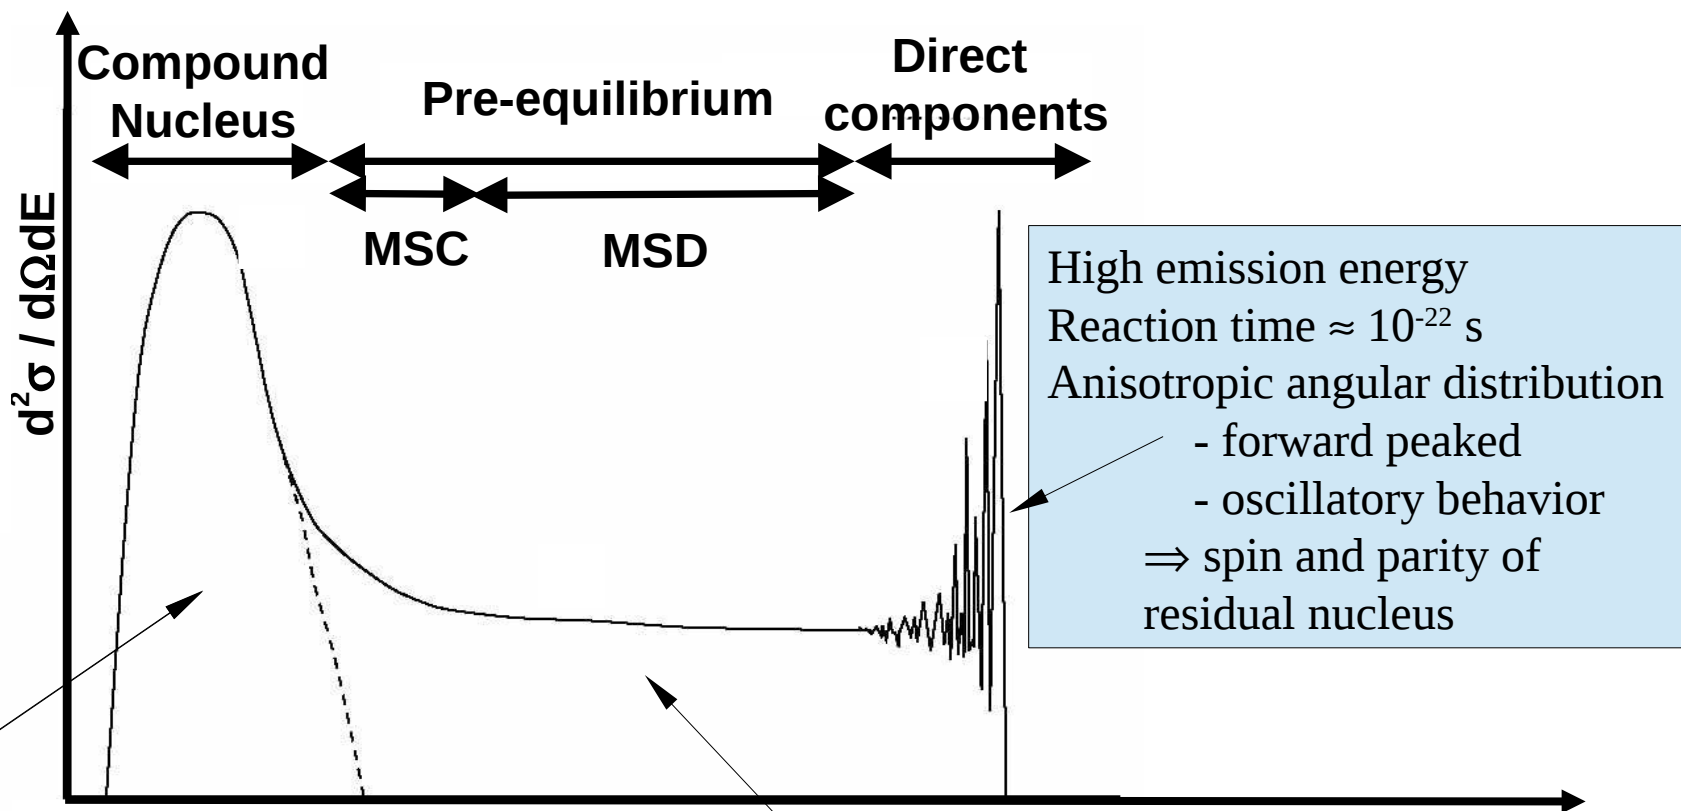 Compound
Nucleus
Pre-equilibrium
Direct
components
MSC
MSD
d²σ / dΩdE
High emission energy
Reaction time ≈ 10⁻²² s
Anisotropic angular distribution
- forward peaked
- oscillatory behavior
⇒ spin and parity of
residual nucleus